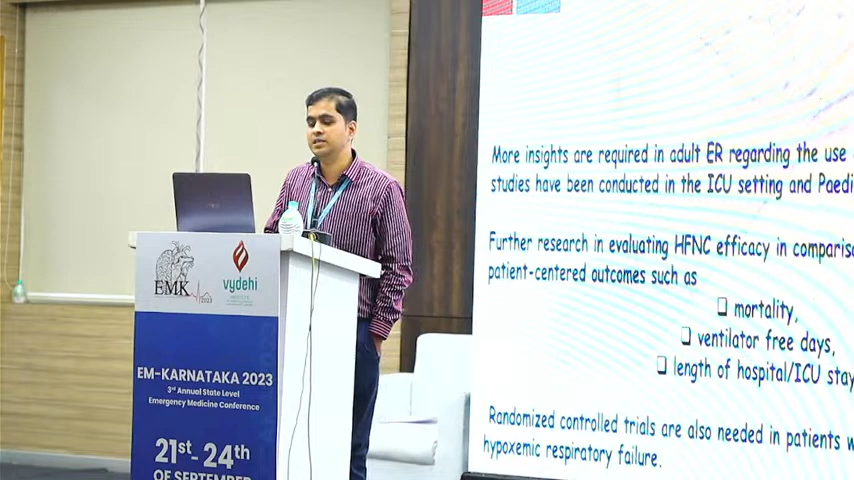 EMK
2023
vydehi
EM-KARNATAKA 2023
3rd Annual State Level
Emergency Medicine Conference
21st - 24th
OF SEPTEMBER
More insights are required in adult ER regarding the use
studies have been conducted in the ICU setting and Paedi
Further research in evaluating HFNC efficacy in comparis
patient-centered outcomes such as
❑ mortality,
❑ ventilator free days,
❑ length of hospital/ICU stay
Randomized controlled trials are also needed in patients w
hypoxemic respiratory failure.